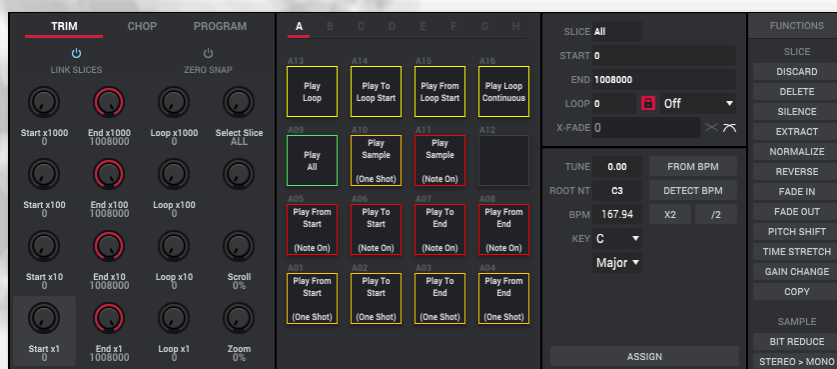 TRIM CHOP PROGRAM
LINK SLICES ZERO SNAP
Start x1000 End x1000 Loop x1000 Select Slice
0 1008000 0 ALL
Start x100 End x100 Loop x100
0 1008000 0
Start x10 End x10 Loop x10 Scroll
0 1008000 0 0%
Start x1 End x1 Loop x1 Zoom
0 1008000 0 0%
A B C D E F G H
A13 A14 A15 A16
Play Loop Play To Loop Start Play From Loop Start Play Loop Continuous
A09 A10 A11 A12
Play All Play Sample (One Shot) Play Sample (Note On)
A05 A06 A07 A08
Play From Start (Note On) Play To Start (Note On) Play To End (Note On) Play From End (Note On)
A01 A02 A03 A04
Play From Start (One Shot) Play To Start (One Shot) Play To End (One Shot) Play From End (One Shot)
SLICE All
START 0
END 1008000
LOOP 0 Off
X-FADE 0
TUNE 0.00 FROM BPM
ROOT NT C3 DETECT BPM
BPM 167.94 X2 /2
KEY C
Major
ASSIGN
FUNCTIONS
SLICE
DISCARD
DELETE
SILENCE
EXTRACT
NORMALIZE
REVERSE
FADE IN
FADE OUT
PITCH SHIFT
TIME STRETCH
GAIN CHANGE
COPY
SAMPLE
BIT REDUCE
STEREO > MONO